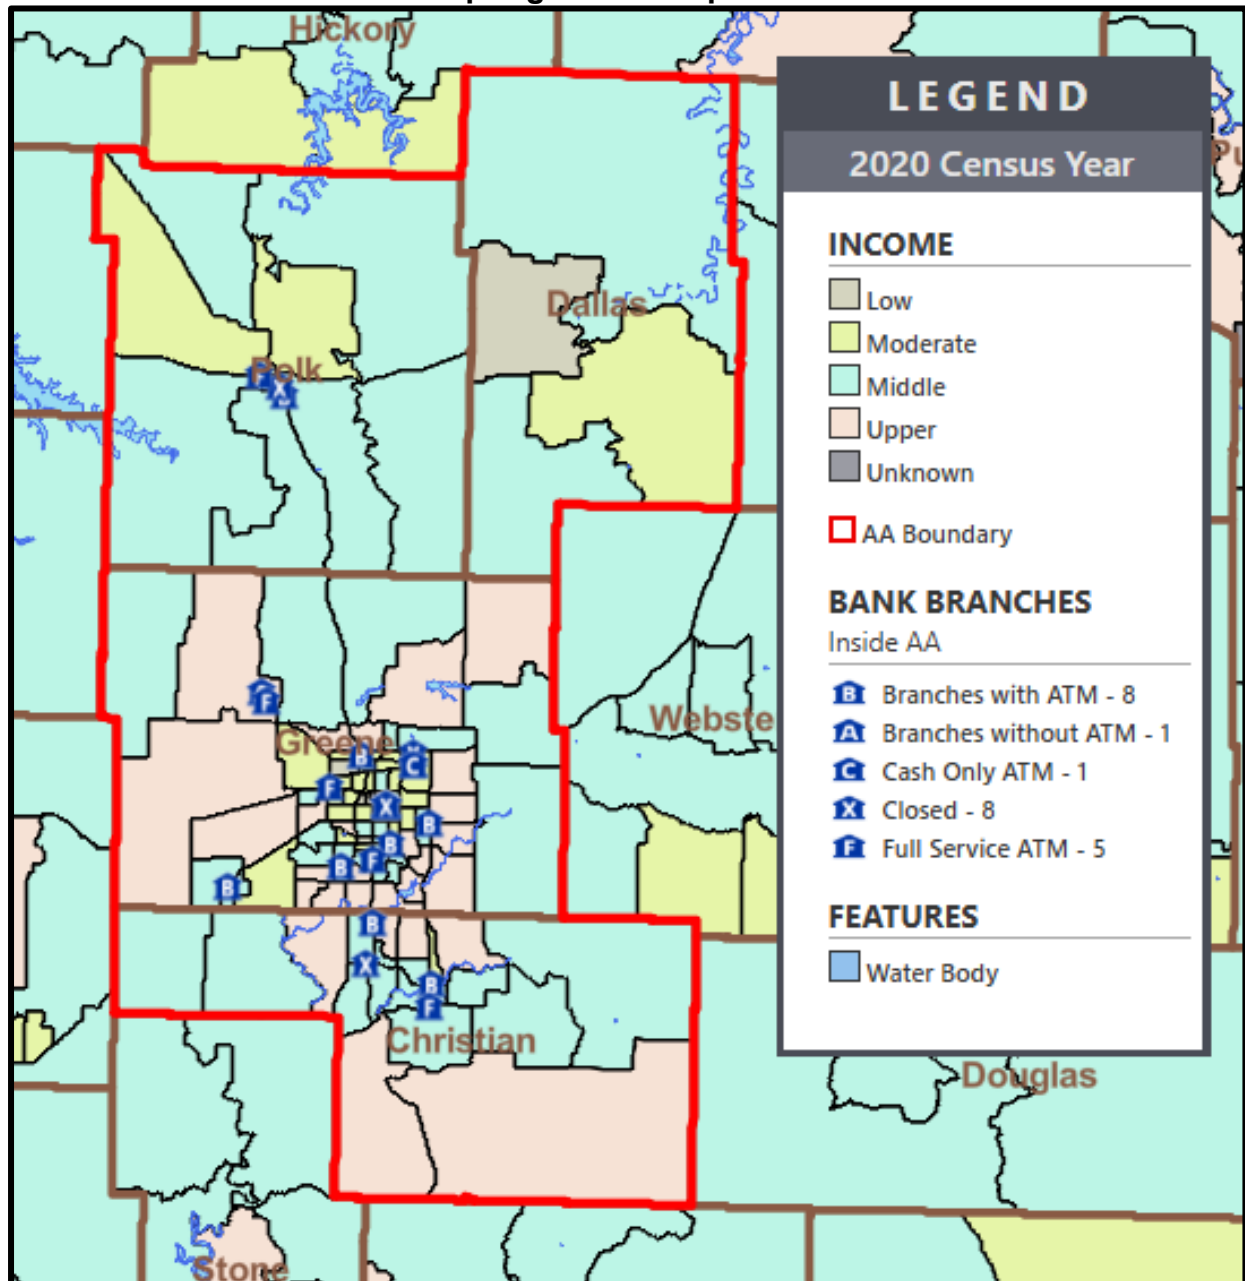 Hickory
LEGEND
2020 Census Year
Pu
INCOME
Low
Moderate
Middle
Upper
Unknown
AA Boundary
BANK BRANCHES
Inside AA
B Branches with ATM - 8
A Branches without ATM - 1
C Cash Only ATM - 1
X Closed - 8
F Full Service ATM - 5
FEATURES
Water Body
Dallas
Polk
F
A
F
Webste
Greene
B
C
F
X
B
B
F
B
B
B
X
B
F
Christian
Douglas
Stone